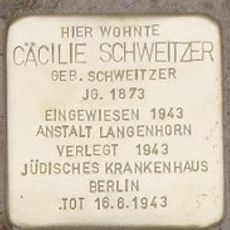 HIER WOHNTE
CÄCILIE SCHWEITZER
GEB. SCHWEITZER
JG. 1873
EINGEWIESEN 1943
ANSTALT LANGENHORN
VERLEGT 1943
JÜDISCHES KRANKENHAUS
BERLIN
.TOT 16.6.1943